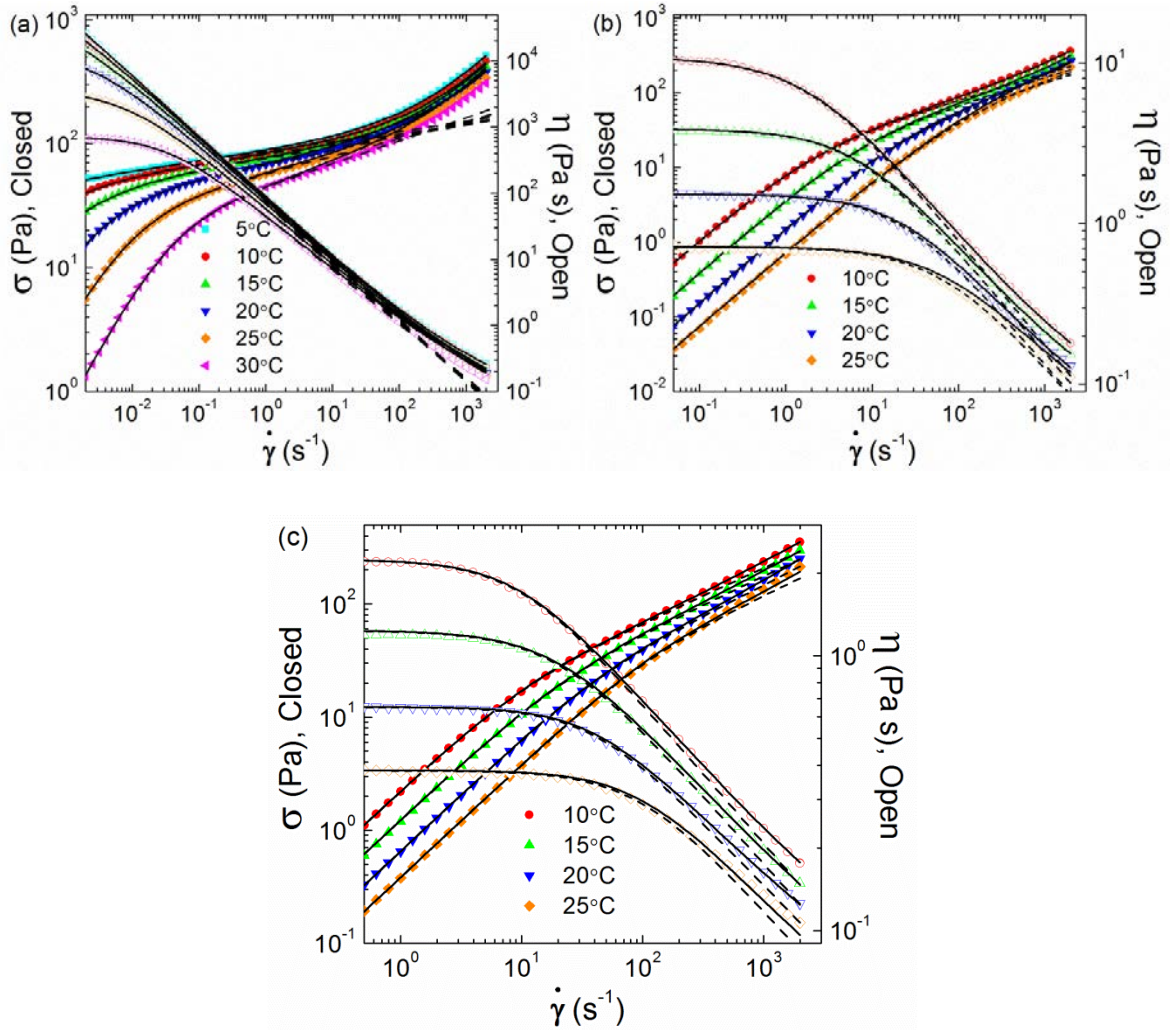 (a)
10³
10²
10¹
10⁰
σ (Pa), Closed
5°C
10°C
15°C
20°C
25°C
30°C
10⁴
10³
10²
10¹
10⁰
10⁻¹
η (Pa s), Open
10⁻² 10⁻¹ 10⁰ 10¹ 10² 10³
γ̇ (s⁻¹)
(b)
10³
10²
10¹
10⁰
10⁻¹
10⁻²
σ (Pa), Closed
10°C
15°C
20°C
25°C
10¹
10⁰
10⁻¹
η (Pa s), Open
10⁻¹ 10⁰ 10¹ 10² 10³
γ̇ (s⁻¹)
(c)
10²
10¹
10⁰
10⁻¹
σ (Pa), Closed
10°C
15°C
20°C
25°C
10⁰
10⁻¹
η (Pa s), Open
10⁰ 10¹ 10² 10³
γ̇ (s⁻¹)